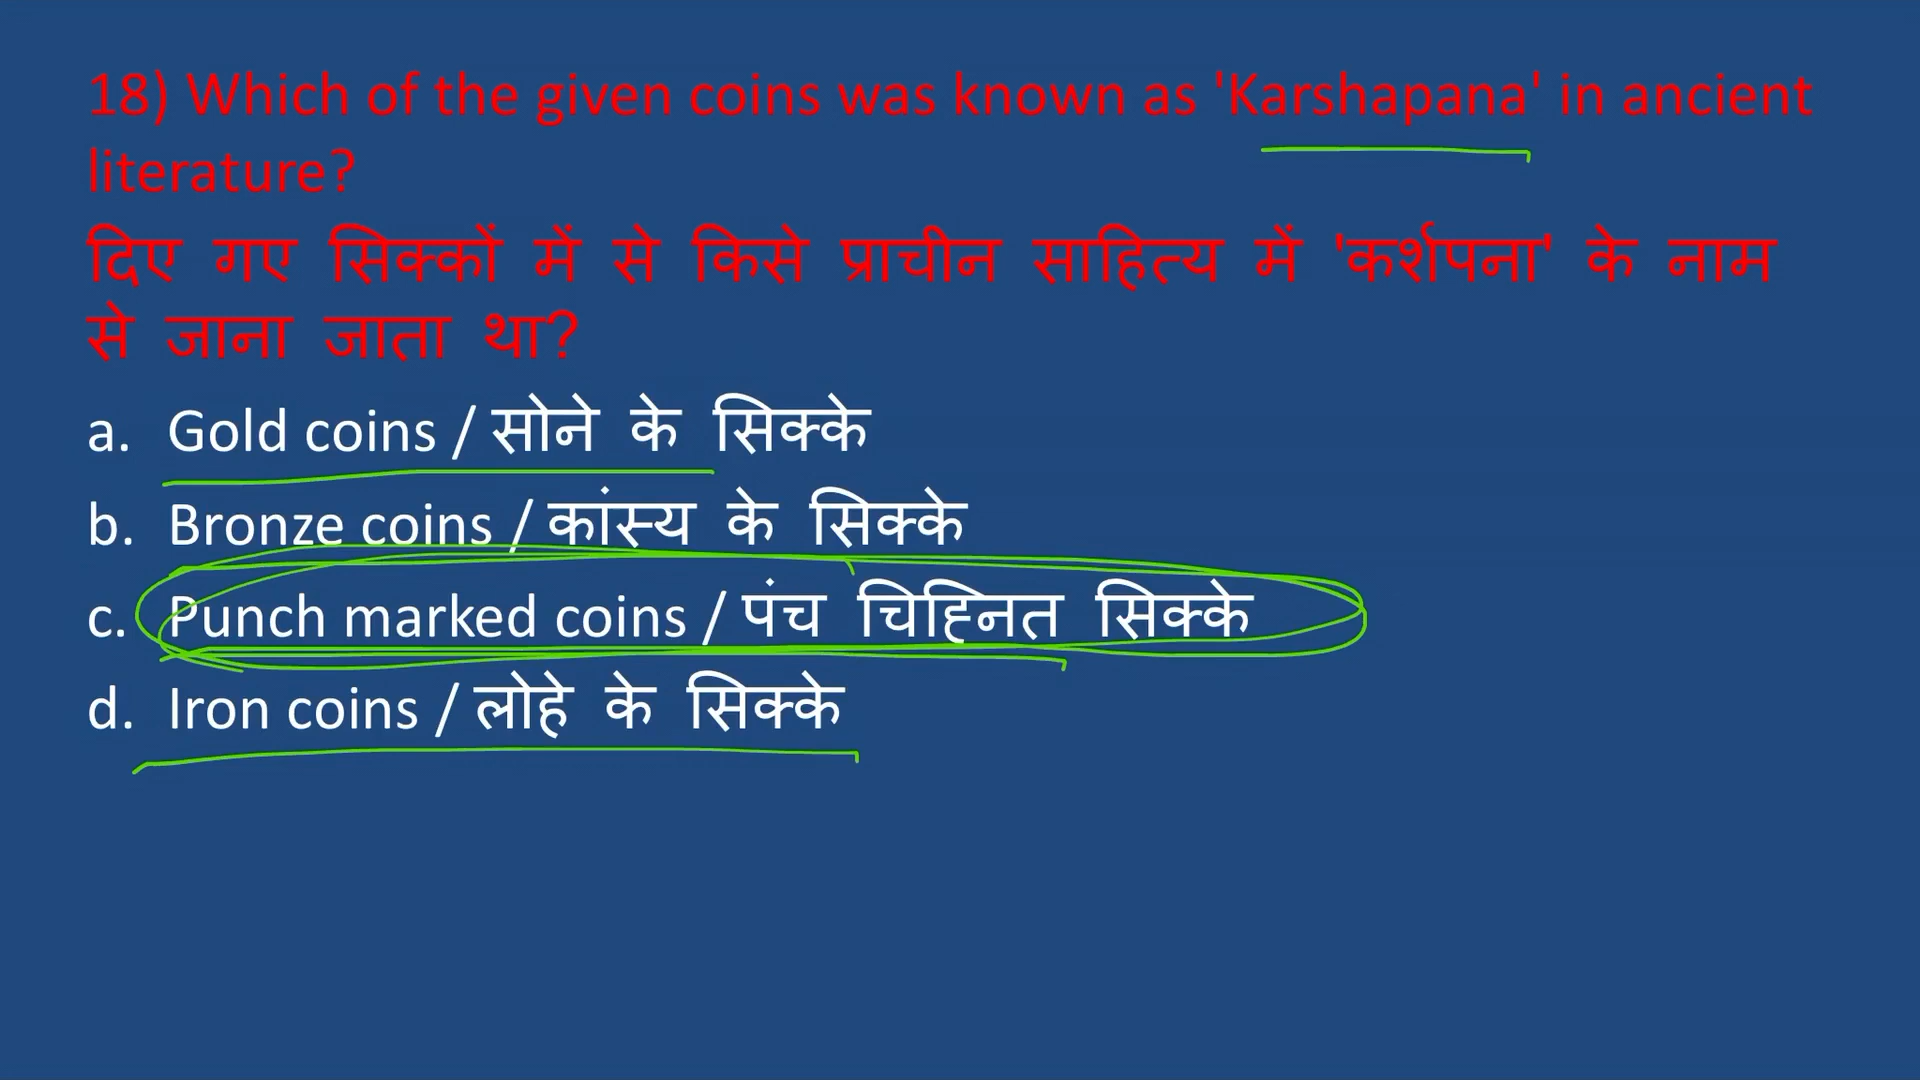 18) Which of the given coins was known as 'Karshapana' in ancient
literature?
दिए गए सिक्कों में से किसे प्राचीन साहित्य में 'कर्शपना' के नाम
से जाना जाता था?
a. Gold coins / सोने के सिक्के
b. Bronze coins / कांस्य के सिक्के
c. Punch marked coins / पंच चिह्नित सिक्के
d. Iron coins / लोहे के सिक्के